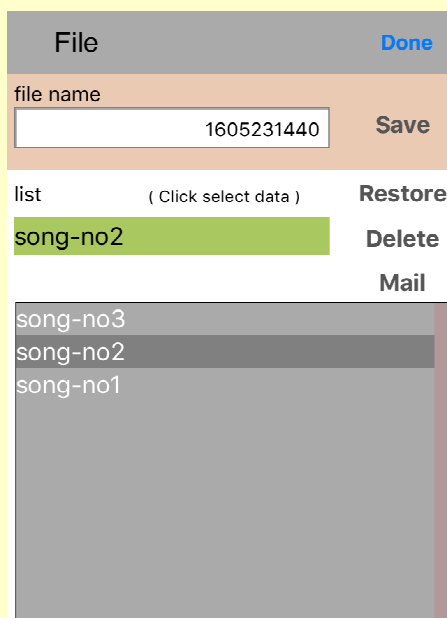 File
Done
file name
1605231440
Save
list
( Click select data )
Restore
song-no2
Delete
Mail
song-no3
song-no2
song-no1